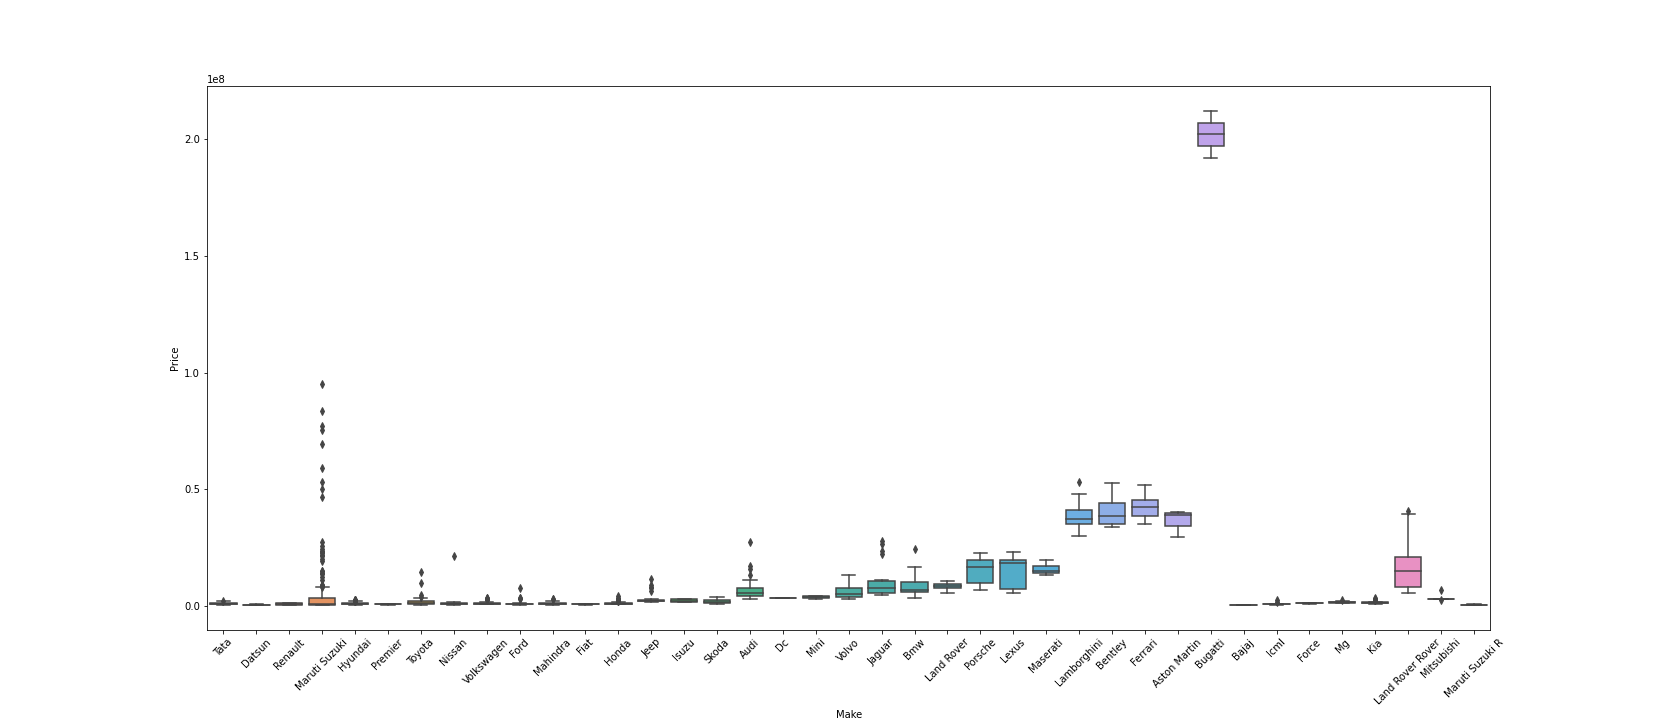 1e8
2.0
1.5
1.0
0.5
0.0
Price
Tata
Datsun
Renault
Maruti Suzuki
Hyundai
Premier
Toyota
Nissan
Volkswagen
Ford
Mahindra
Fiat
Honda
Jeep
Isuzu
Skoda
Audi
Dc
Mini
Volvo
Jaguar
Bmw
Land Rover
Porsche
Lexus
Maserati
Lamborghini
Bentley
Ferrari
Aston Martin
Bugatti
Bajaj
Icml
Force
Mg
Kia
Land Rover Rover
Mitsubishi
Maruti Suzuki R
Make